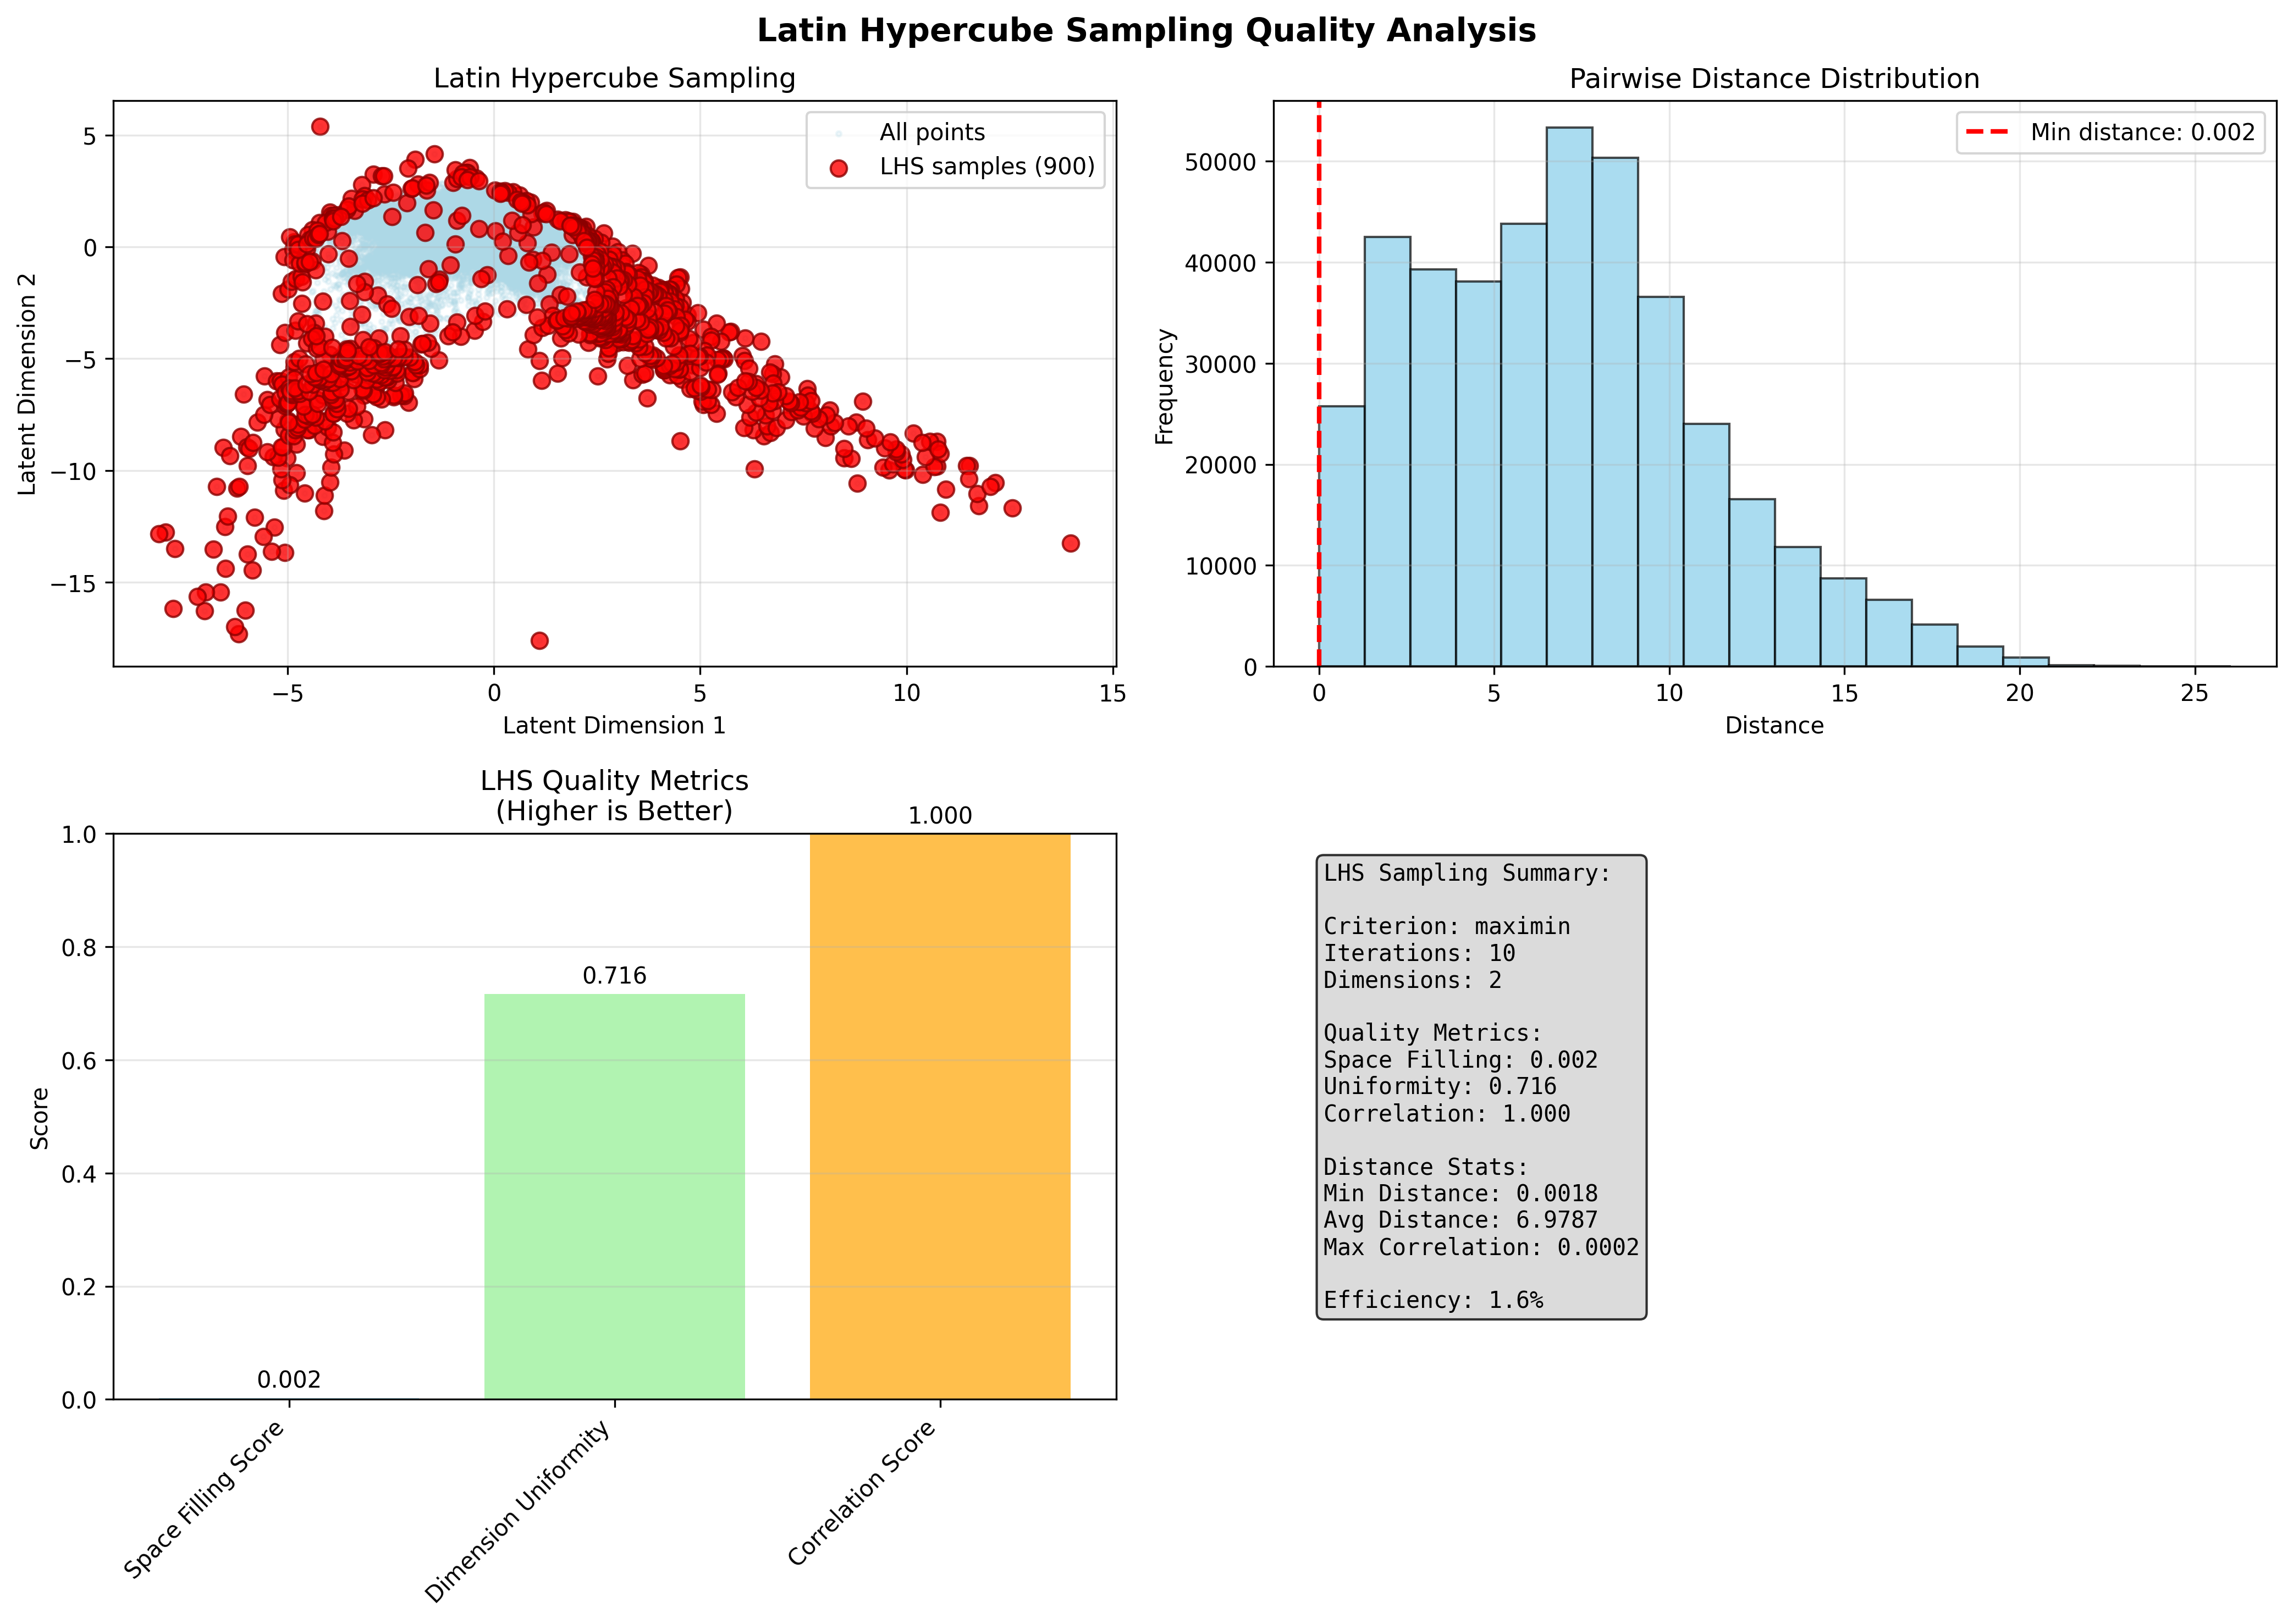 Latin Hypercube Sampling Quality Analysis
Latin Hypercube Sampling
All points
LHS samples (900)
5
0
−5
−10
−15
Latent Dimension 2
−5
0
5
10
15
Latent Dimension 1
Pairwise Distance Distribution
Min distance: 0.002
50000
40000
30000
20000
10000
0
Frequency
0
5
10
15
20
25
Distance
LHS Quality Metrics
(Higher is Better)
1.0
0.8
0.6
0.4
0.2
0.0
Score
0.002
0.716
1.000
Space Filling Score
Dimension Uniformity
Correlation Score
LHS Sampling Summary:
Criterion: maximin
Iterations: 10
Dimensions: 2
Quality Metrics:
Space Filling: 0.002
Uniformity: 0.716
Correlation: 1.000
Distance Stats:
Min Distance: 0.0018
Avg Distance: 6.9787
Max Correlation: 0.0002
Efficiency: 1.6%